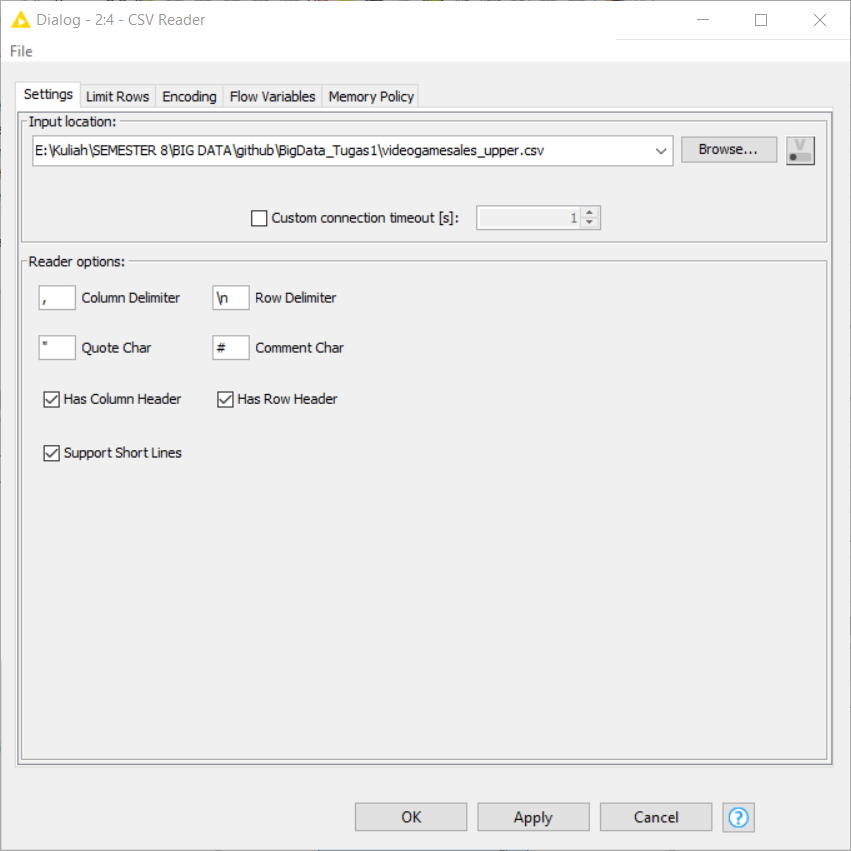 Dialog - 2:4 - CSV Reader
File
Settings Limit Rows Encoding Flow Variables Memory Policy
Input location:
E:\Kuliah\SEMESTER 8\BIG DATA\github\BigData_Tugas1\videogamesales_upper.csv Browse... V
Custom connection timeout [s]: 1
Reader options:
, Column Delimiter \n Row Delimiter
" Quote Char # Comment Char
Has Column Header Has Row Header
Support Short Lines
OK Apply Cancel ?